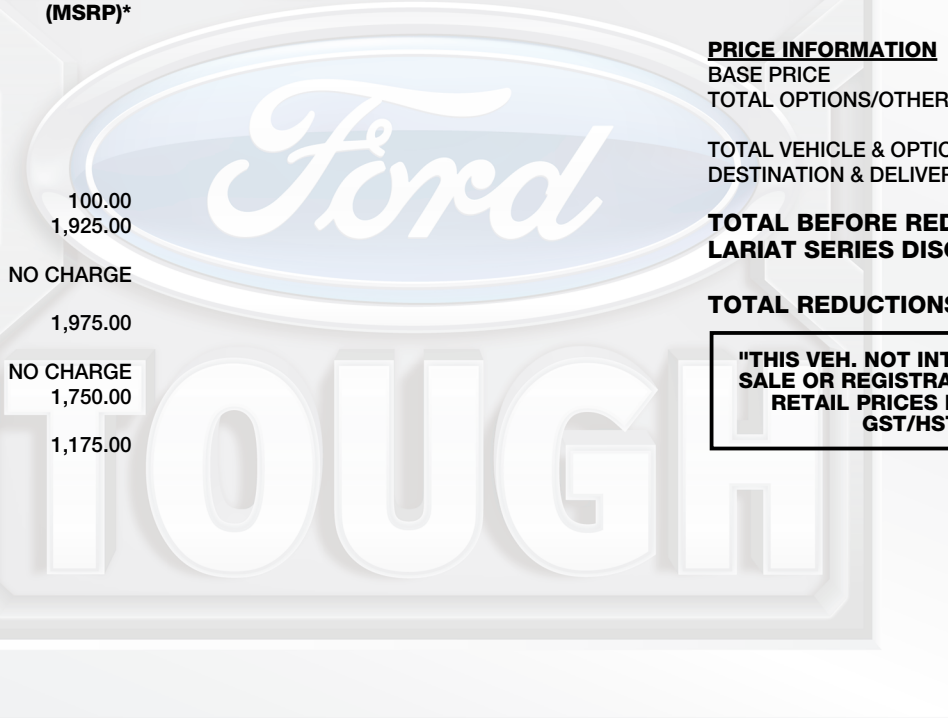 (MSRP)*
100.00
1,925.00
NO CHARGE
1,975.00
NO CHARGE
1,750.00
1,175.00
Ford
TOUGH
PRICE INFORMATION
BASE PRICE
TOTAL OPTIONS/OTHER
TOTAL VEHICLE & OPTIO
DESTINATION & DELIVER
TOTAL BEFORE RED
LARIAT SERIES DISC
TOTAL REDUCTIONS
"THIS VEH. NOT INT
SALE OR REGISTRA
RETAIL PRICES
GST/HST